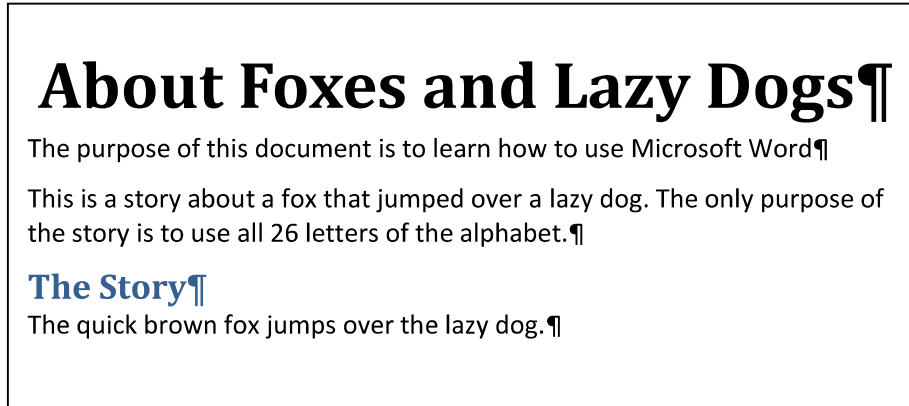 About Foxes and Lazy Dogs¶
The purpose of this document is to learn how to use Microsoft Word¶
This is a story about a fox that jumped over a lazy dog. The only purpose of
the story is to use all 26 letters of the alphabet.¶
The Story¶
The quick brown fox jumps over the lazy dog.¶